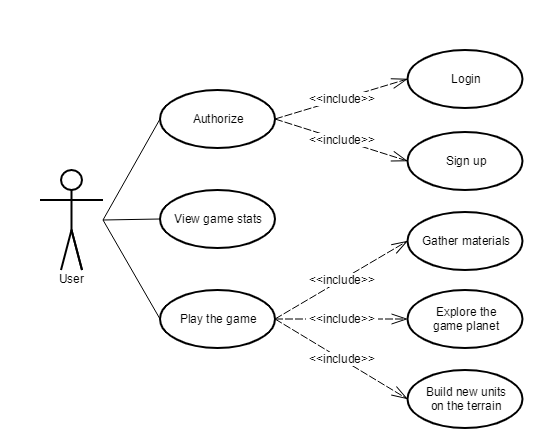 Login
<<include>>
Authorize
<<include>>
Sign up
View game stats
Gather materials
User
<<include>>
Play the game
<<include>>
Explore the
game planet
<<include>>
Build new units
on the terrain